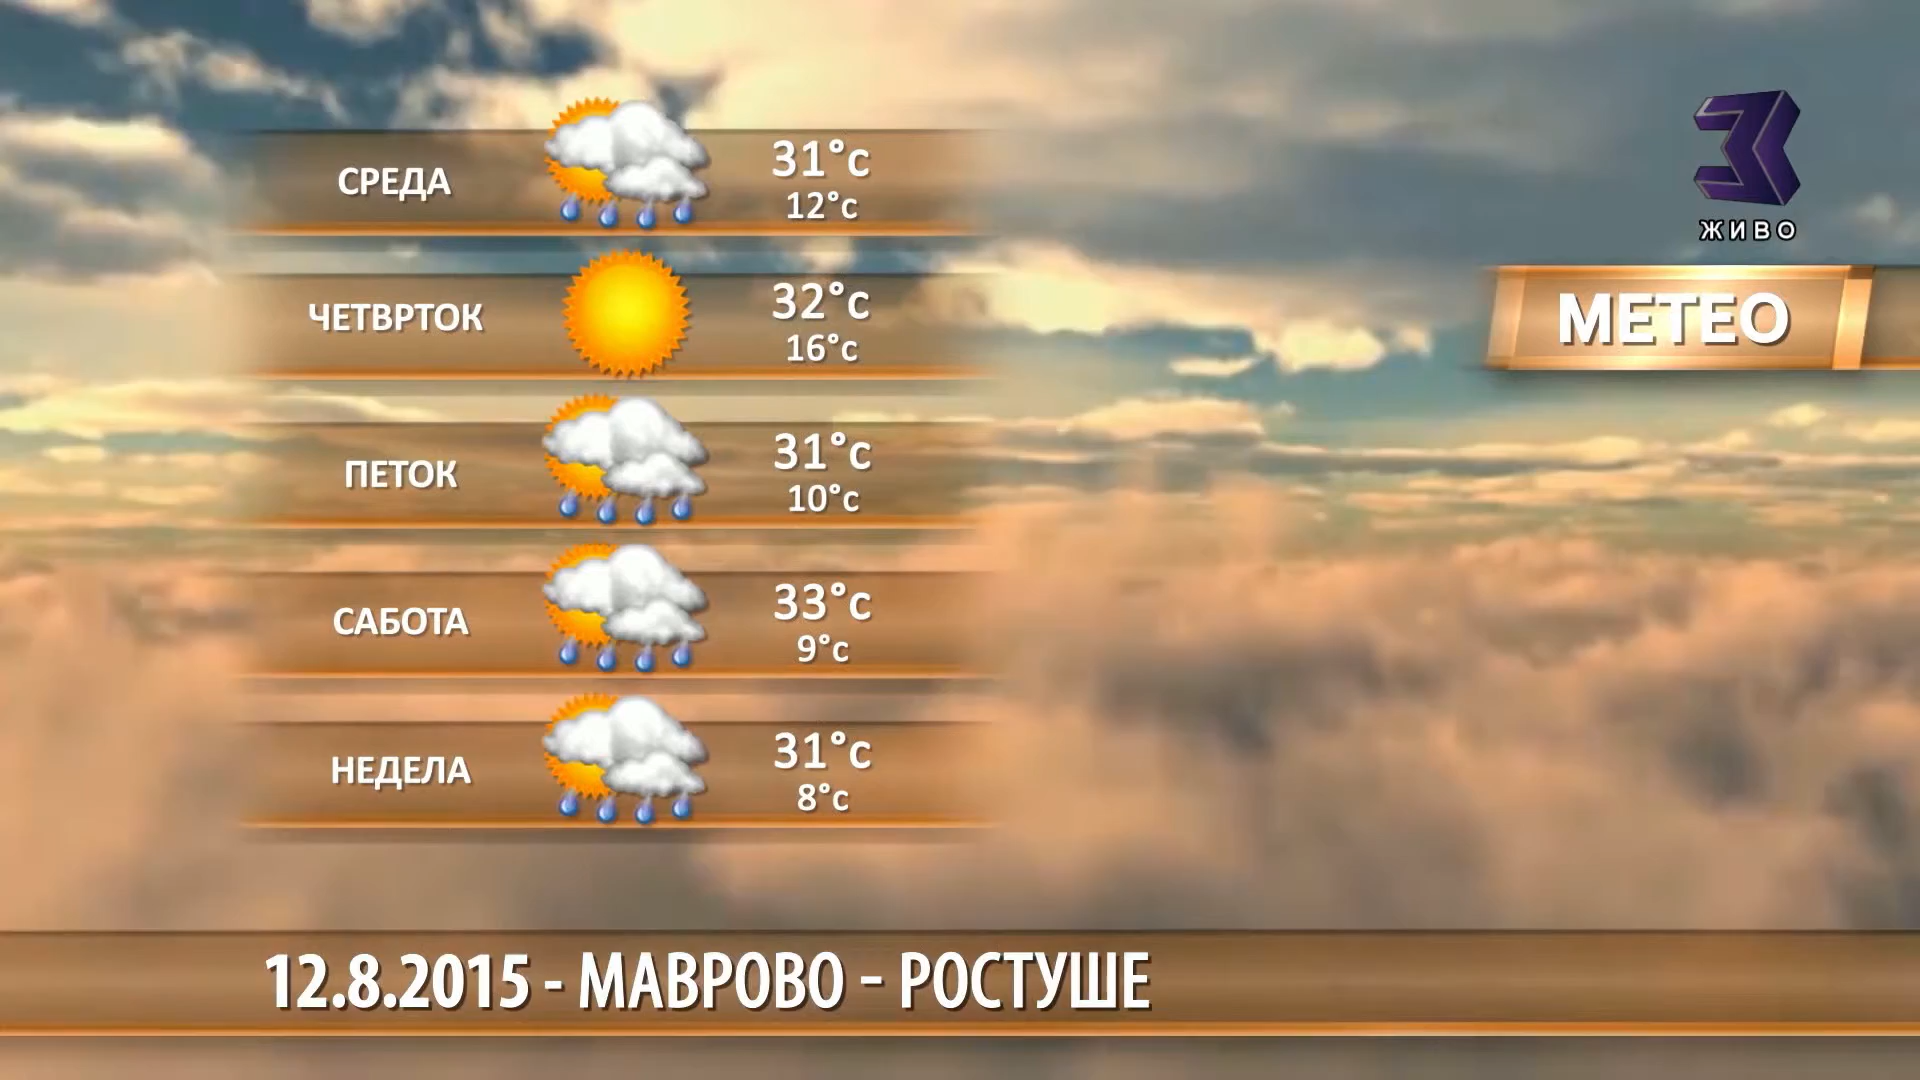 СРЕДА
31°c
12°c
ЧЕТВРТОК
32°c
16°c
ПЕТОК
31°c
10°c
САБОТА
33°c
9°c
НЕДЕЛА
31°c
8°c
ЖИВО
МЕТЕО
12.8.2015 - МАВРОВО - РОСТУШЕ